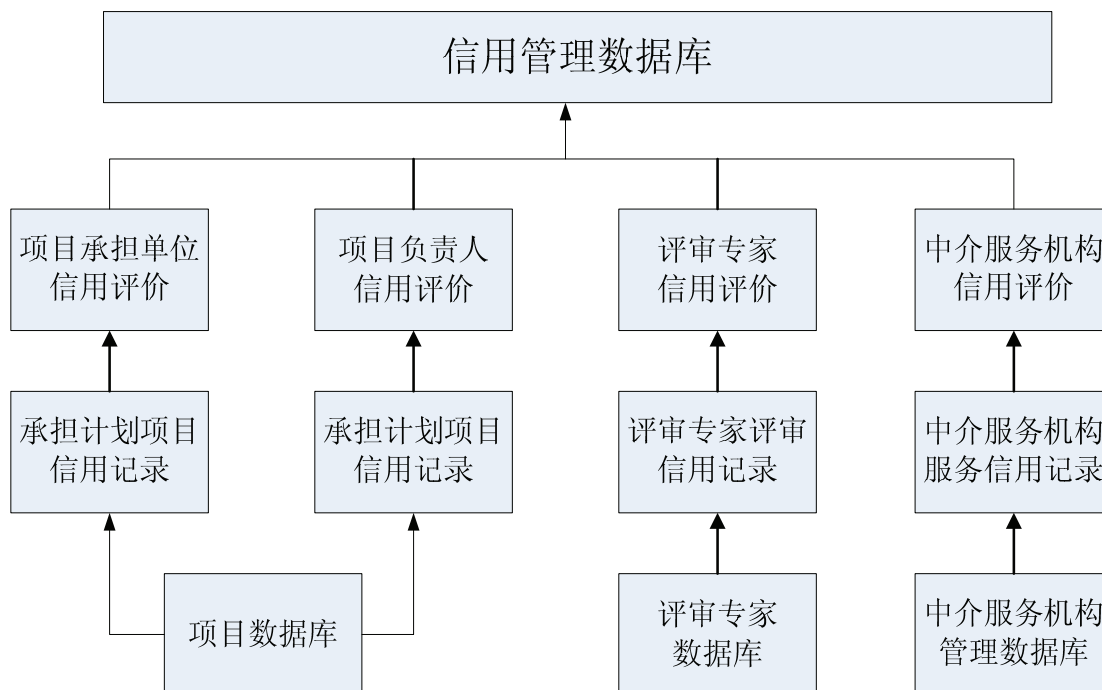 信用管理数据库
项目承担单位
信用评价
项目负责人
信用评价
评审专家
信用评价
中介服务机构
信用评价
承担计划项目
信用记录
承担计划项目
信用记录
评审专家评审
信用记录
中介服务机构
服务信用记录
项目数据库
评审专家
数据库
中介服务机构
管理数据库